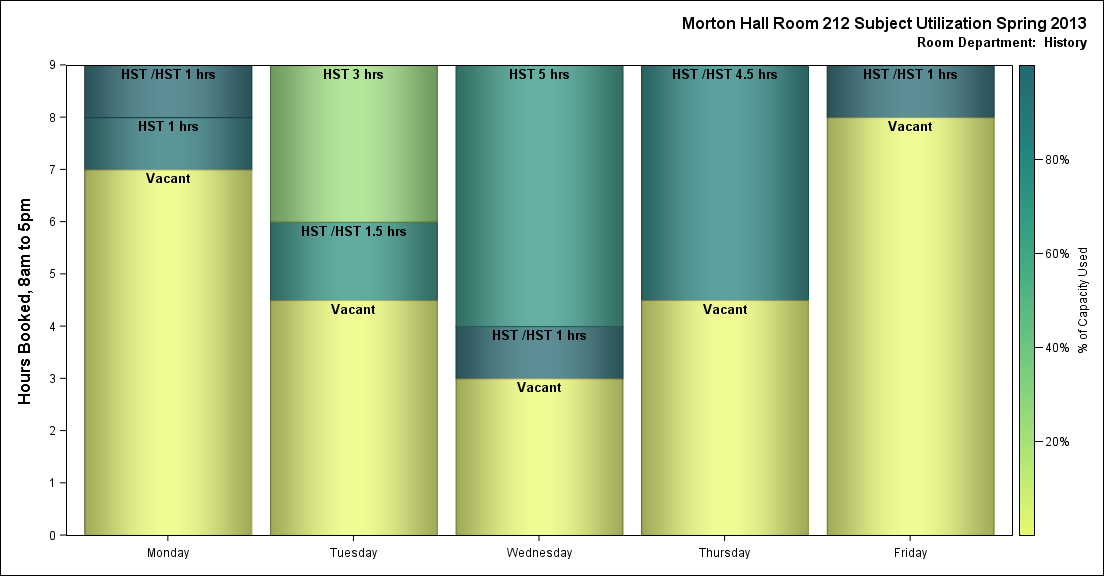 Morton Hall Room 212 Subject Utilization Spring 2013
Room Department:  History
Hours Booked, 8am to 5pm
9
8
7
6
5
4
3
2
1
0
HST /HST 1 hrs
HST 1 hrs
Vacant
HST 3 hrs
HST /HST 1.5 hrs
Vacant
HST 5 hrs
HST /HST 1 hrs
Vacant
HST /HST 4.5 hrs
Vacant
HST /HST 1 hrs
Vacant
Monday
Tuesday
Wednesday
Thursday
Friday
80%
60%
40%
20%
% of Capacity Used